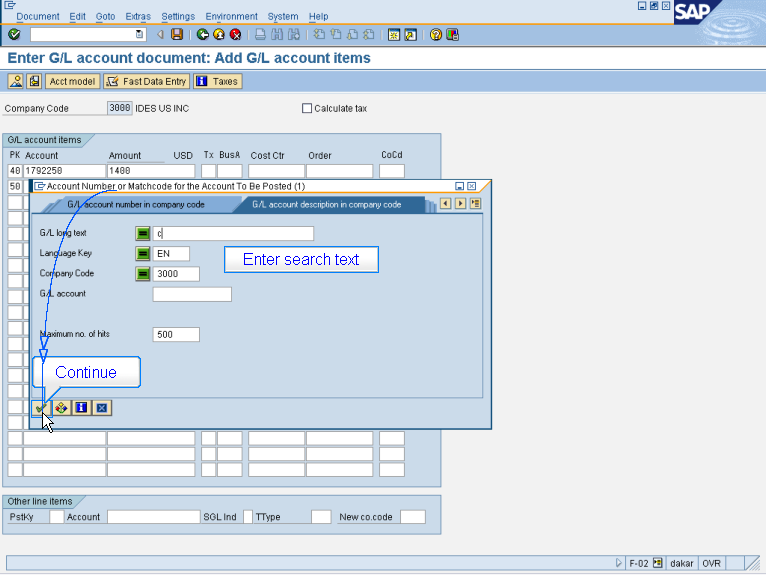 Document Edit Goto Extras Settings Environment System Help
SAP
Enter G/L account document: Add G/L account items
Acct model Fast Data Entry Taxes
Company Code 3000 IDES US INC Calculate tax
G/L account items
PK Account Amount USD Tx BusA Cost Ctr Order CoCd
40 1792250 1400
50 Account Number or Matchcode for the Account To Be Posted (1)
G/L account number in company code G/L account description in company code
G/L long text c
Language Key EN
Enter search text
Company Code 3000
G/L account
Maximum no. of hits 500
Continue
Other line items
PstKy Account SGL Ind TType New co.code
F-02 dakar OVR